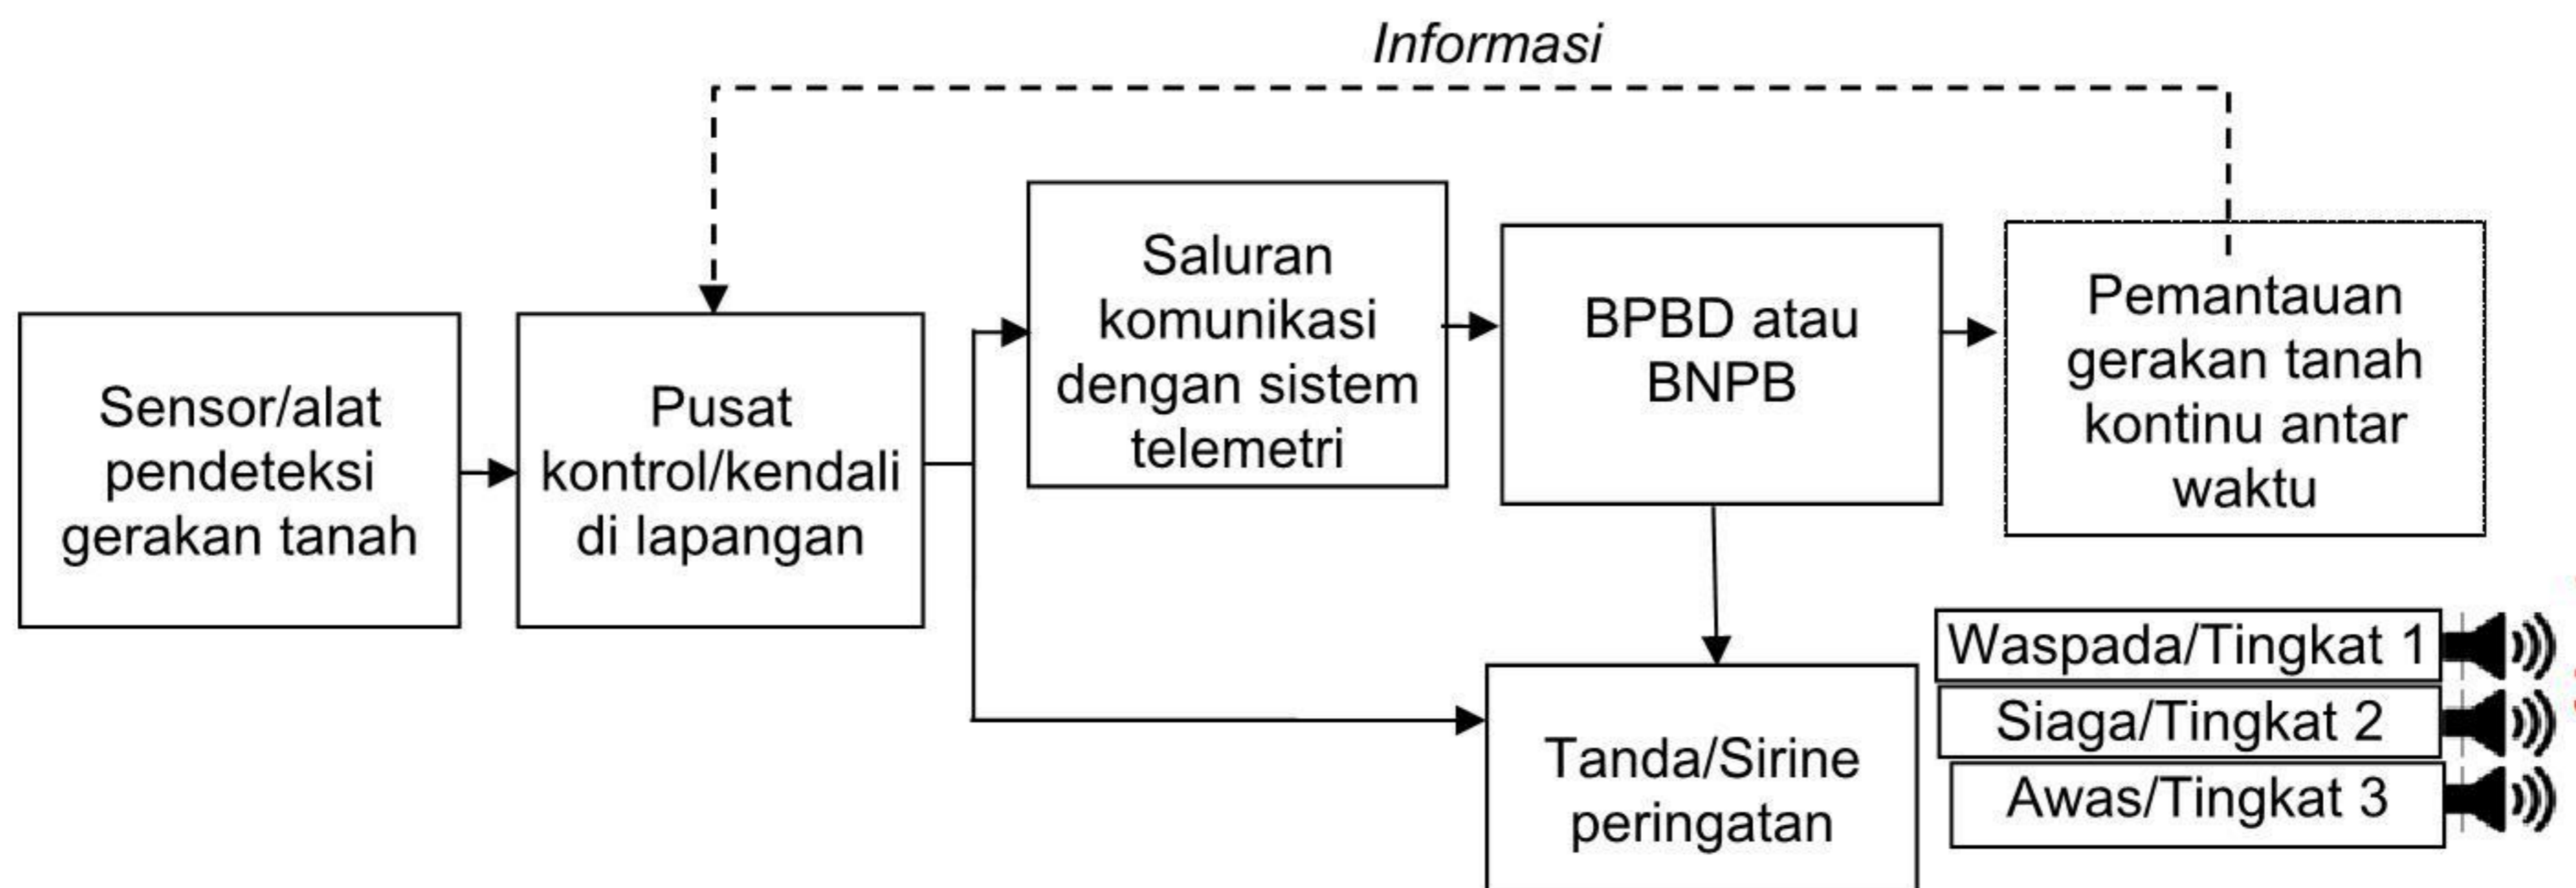 Informasi
Sensor/alat
pendeteksi
gerakan tanah
Pusat
kontrol/kendali
di lapangan
Saluran
komunikasi
dengan sistem
telemetri
BPBD atau
BNPB
Pemantauan
gerakan tanah
kontinu antar
waktu
Tanda/Sirine
peringatan
Waspada/Tingkat 1
Siaga/Tingkat 2
Awas/Tingkat 3